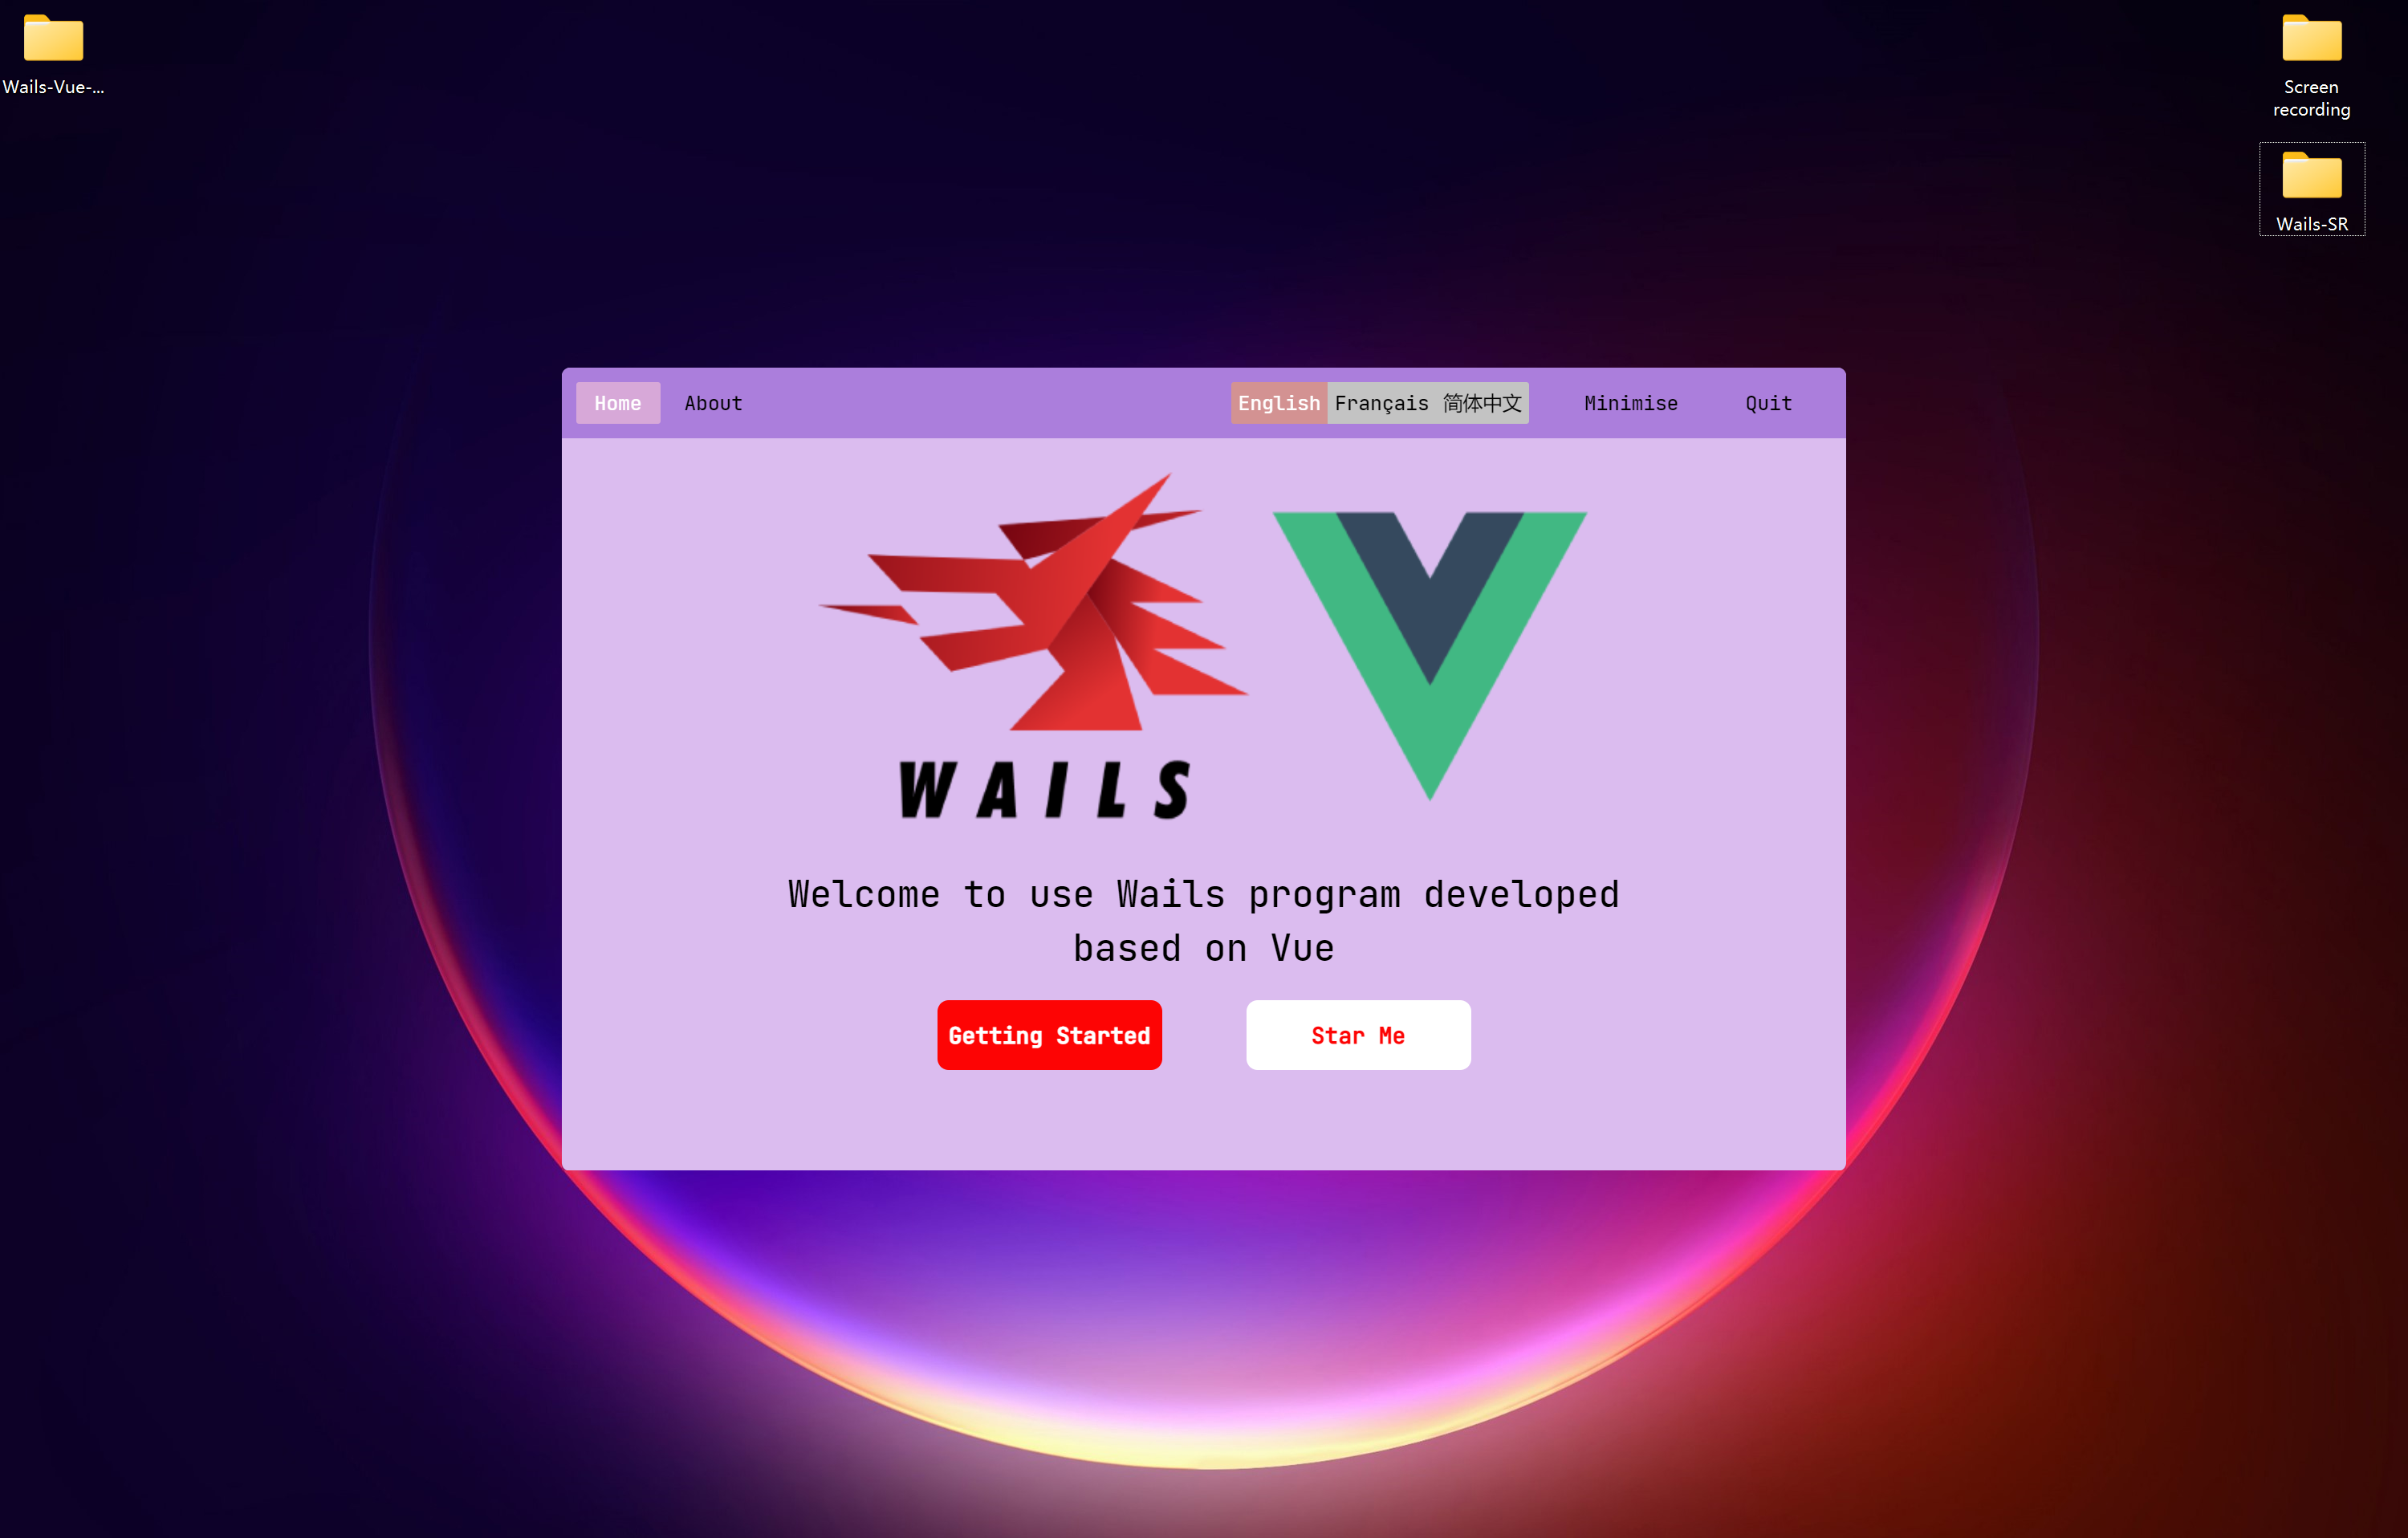 Wails-Vue-...
Screen
recording
Wails-SR
Home About English Français 简体中文 Minimise Quit
WAILS
Welcome to use Wails program developed
based on Vue
Getting Started Star Me